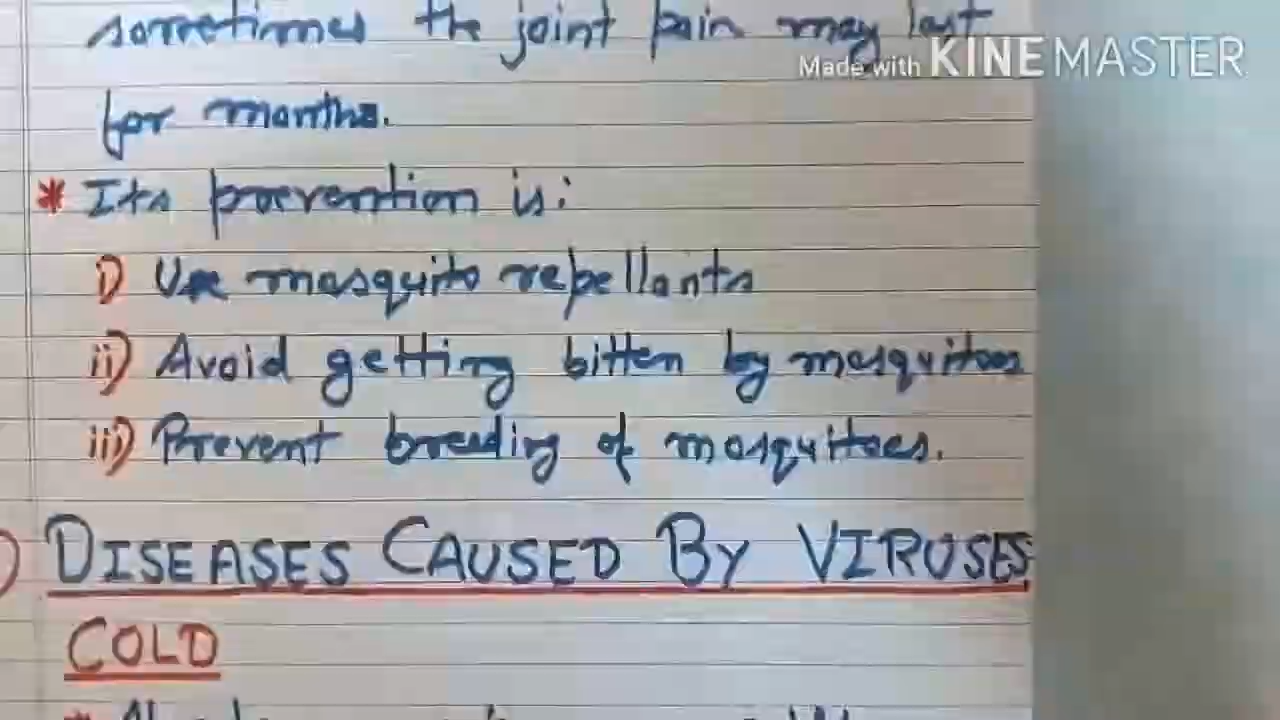 sometimes the joint pain may last
Made with KINEMASTER
for months.
* Its prevention is:
i) Use mosquito repellants
ii) Avoid getting bitten by mosquitoes
iii) Prevent breeding of mosquitoes.
) DISEASES CAUSED BY VIRUSES
COLD
*